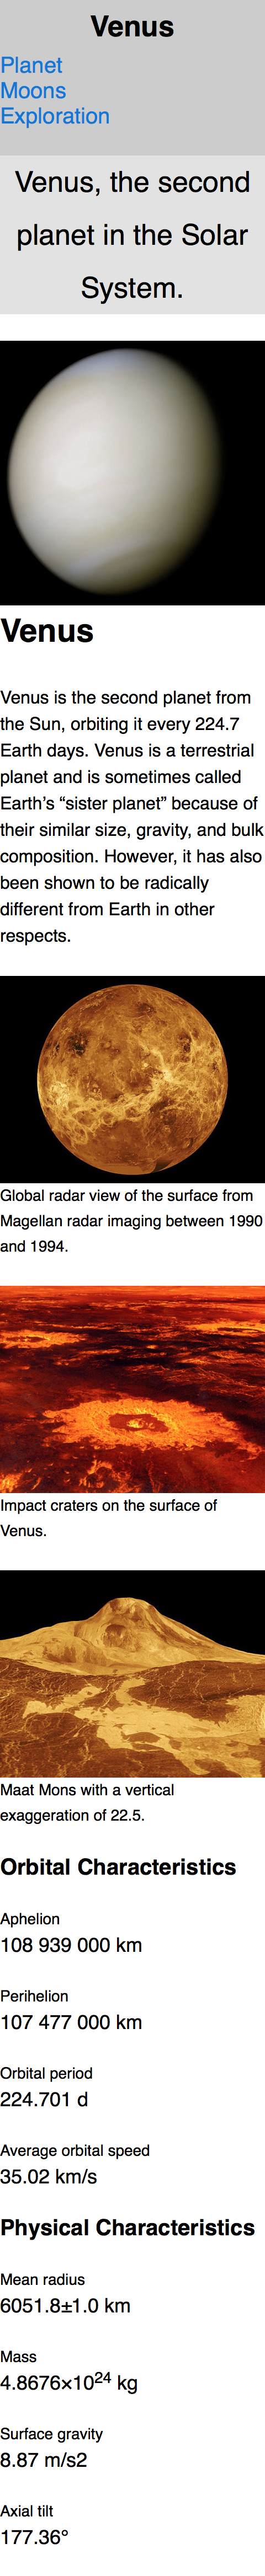 Venus
Planet
Moons
Exploration
Venus, the second
planet in the Solar
System.
Venus
Venus is the second planet from
the Sun, orbiting it every 224.7
Earth days. Venus is a terrestrial
planet and is sometimes called
Earth’s “sister planet” because of
their similar size, gravity, and bulk
composition. However, it has also
been shown to be radically
different from Earth in other
respects.
Global radar view of the surface from
Magellan radar imaging between 1990
and 1994.
Impact craters on the surface of
Venus.
Maat Mons with a vertical
exaggeration of 22.5.
Orbital Characteristics
Aphelion
108 939 000 km
Perihelion
107 477 000 km
Orbital period
224.701 d
Average orbital speed
35.02 km/s
Physical Characteristics
Mean radius
6051.8±1.0 km
Mass
4.8676×10²⁴ kg
Surface gravity
8.87 m/s2
Axial tilt
177.36°